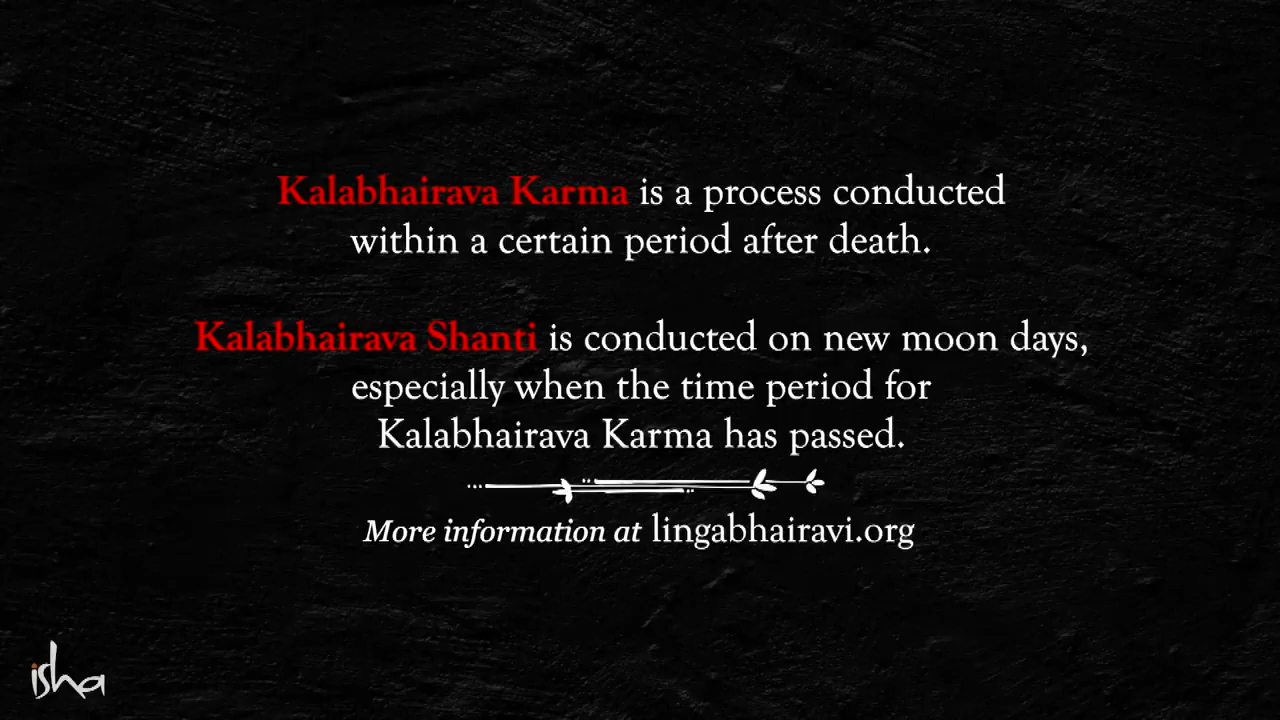 Kalabhairava Karma is a process conducted
within a certain period after death.
Kalabhairava Shanti is conducted on new moon days,
especially when the time period for
Kalabhairava Karma has passed.
More information at lingabhairavi.org
isha